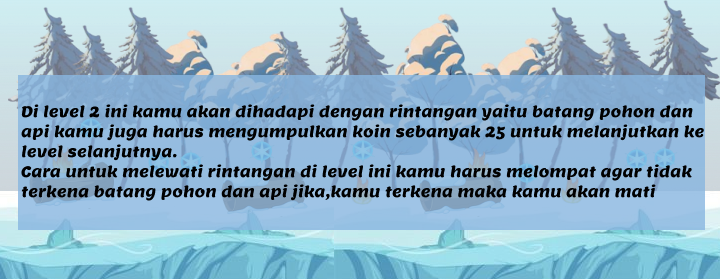 Di level 2 ini kamu akan dihadapi dengan rintangan yaitu batang pohon dan
api kamu juga harus mengumpulkan koin sebanyak 25 untuk melanjutkan ke
level selanjutnya.
Cara untuk melewati rintangan di level ini kamu harus melompat agar tidak
terkena batang pohon dan api jika,kamu terkena maka kamu akan mati